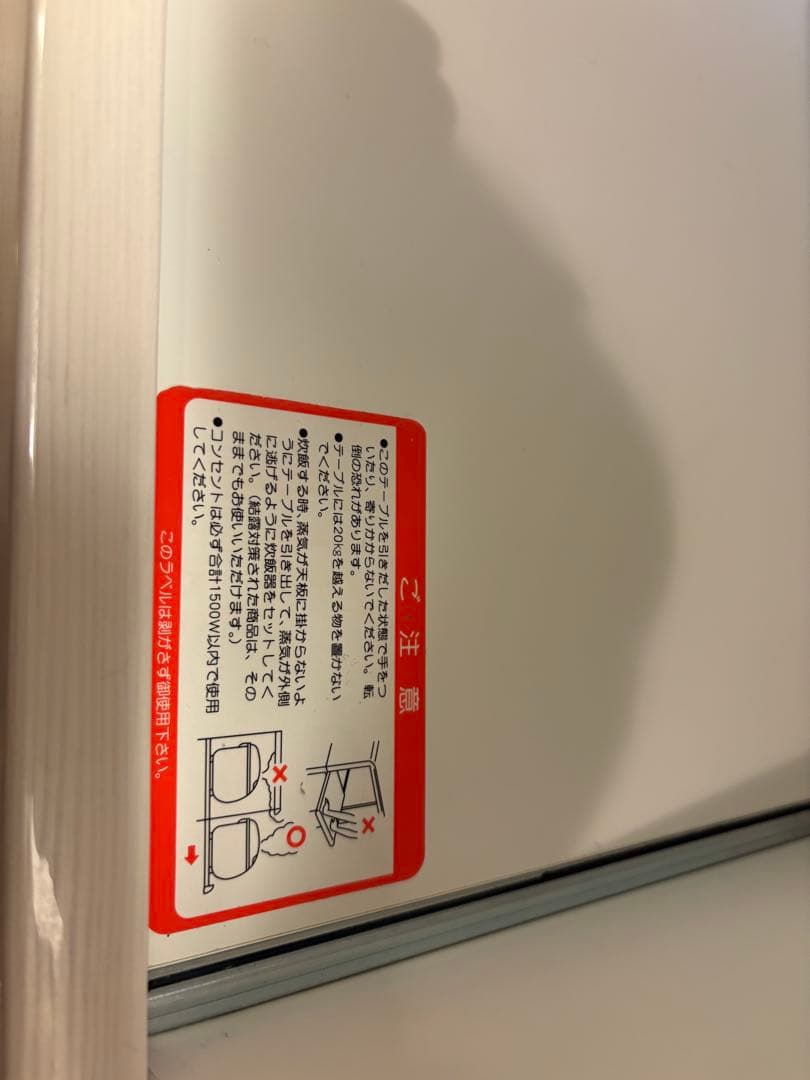 ご注意
●このテーブルを引きだした状態で手をつ
いたり、寄りかからないでください。転
倒の恐れがあります。
●テーブルには20kgを越える物を置かない
でください。
●炊飯する時、蒸気が天板に掛からないよ
うにテーブルを引き出して、蒸気が外側
に逃げるように炊飯器をセットしてく
ださい。(結露対策された商品は、その
ままでもお使いいただけます。)
●コンセントは必ず合計1500W以内で使用
してください。
このラベルは剥がさず御使用下さい。